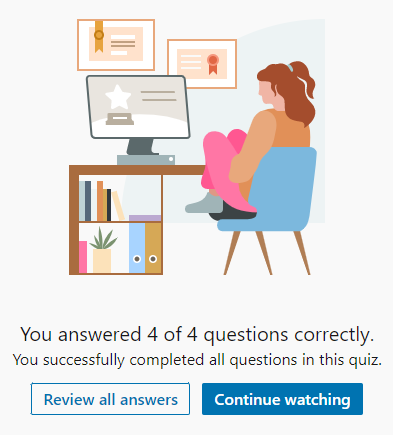 You answered 4 of 4 questions correctly.
You successfully completed all questions in this quiz.
Review all answers
Continue watching